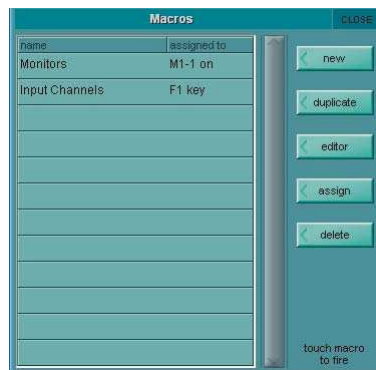 Macros CLOSE
name assigned to
Monitors M1-1 on
Input Channels F1 key
new
duplicate
editor
assign
delete
touch macro
to fire